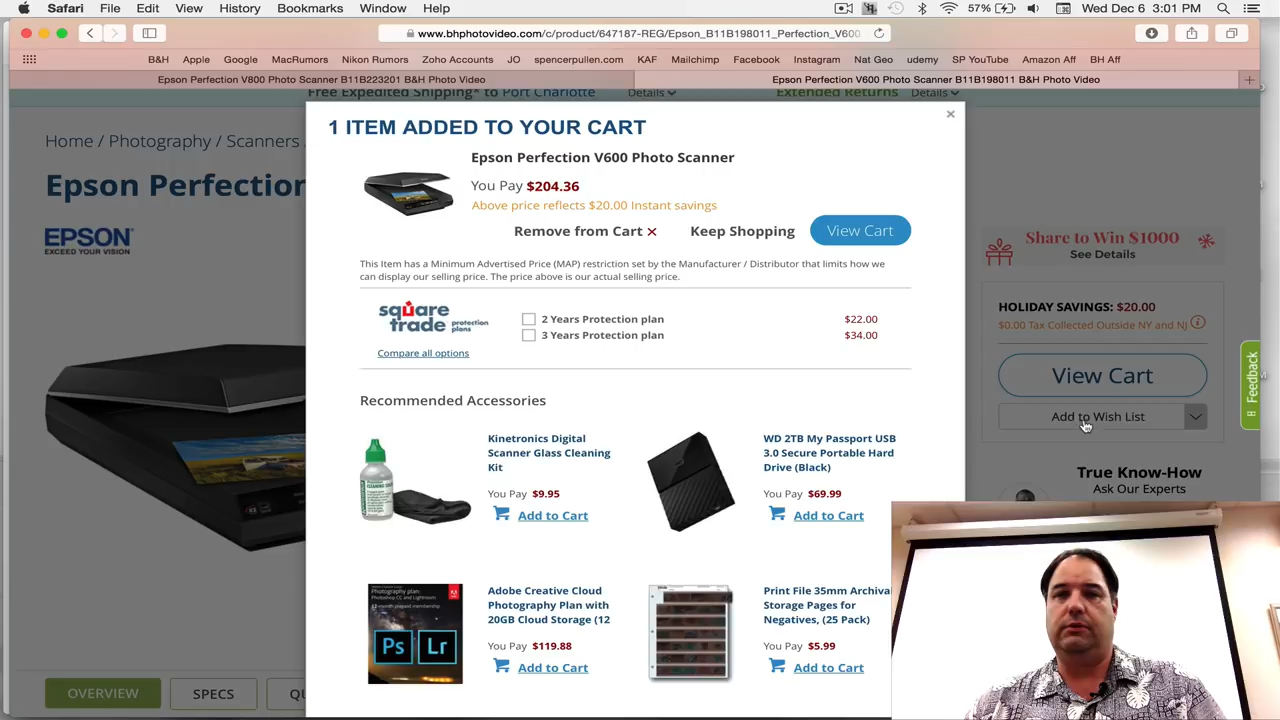 Safari File Edit View History Bookmarks Window Help 57% Wed Dec 6 3:01 PM
www.bhphotovideo.com/c/product/647187-REG/Epson_B11B198011_Perfection_V600
B&H Apple Google MacRumors Nikon Rumors Zoho Accounts JO spencerpullen.com KAF Mailchimp Facebook Instagram Nat Geo udemy SP YouTube Amazon Aff BH Aff
Epson Perfection V800 Photo Scanner B11B223201 B&H Photo Video
Epson Perfection V600 Photo Scanner B11B198011 B&H Photo Video
Free Expedited Shipping* to Port Charlotte Details Extended Returns Details
1 ITEM ADDED TO YOUR CART
Home / Photography / Scanners
Epson Perfection V600 Photo Scanner
Epson Perfection
You Pay $204.36
Above price reflects $20.00 Instant savings
Remove from Cart Keep Shopping View Cart
EPSON
EXCEED YOUR VISION
Share to Win $1000
See Details
This Item has a Minimum Advertised Price (MAP) restriction set by the Manufacturer / Distributor that limits how we
can display our selling price. The price above is our actual selling price.
square
trade protection
plans
Compare all options
2 Years Protection plan $22.00
3 Years Protection plan $34.00
HOLIDAY SAVINGS: $20.00
$0.00 Tax Collected Outside NY and NJ
View Cart
Add to Wish List
Feedback
True Know-How
Ask Our Experts
Recommended Accessories
Kinetronics Digital
Scanner Glass Cleaning
Kit
You Pay $9.95
Add to Cart
WD 2TB My Passport USB
3.0 Secure Portable Hard
Drive (Black)
You Pay $69.99
Add to Cart
Photography plan:
Photoshop CC and Lightroom
12-month prepaid membership
Ps Lr
Adobe Creative Cloud
Photography Plan with
20GB Cloud Storage (12
You Pay $119.88
Add to Cart
Print File 35mm Archival
Storage Pages for
Negatives, (25 Pack)
You Pay $5.99
Add to Cart
OVERVIEW SPECS